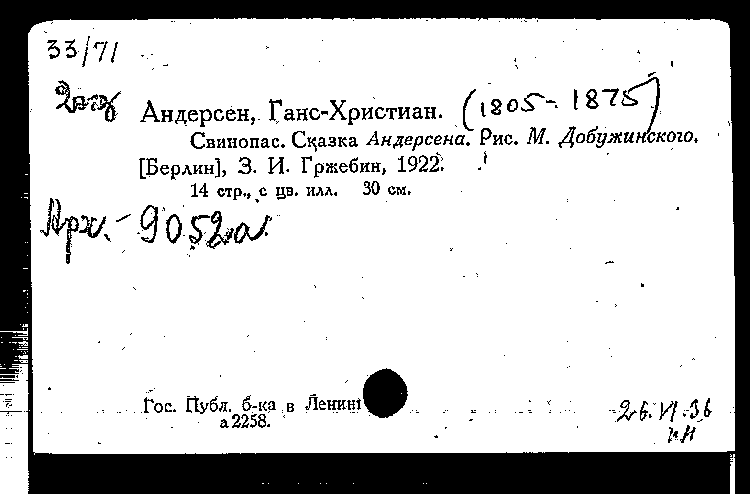 33/71
Андерсен, Ганс-Христиан. (1805-1875)
Свинопас. Сказка Андерсена. Рис. М. Добужинского.
[Берлин], З. И. Гржебин, 1922.
14 стр., с цв. илл. 30 см.
Арх. - 9052а
Гос. Публ. б-ка в Ленинг
а 2258.
26.VI.36